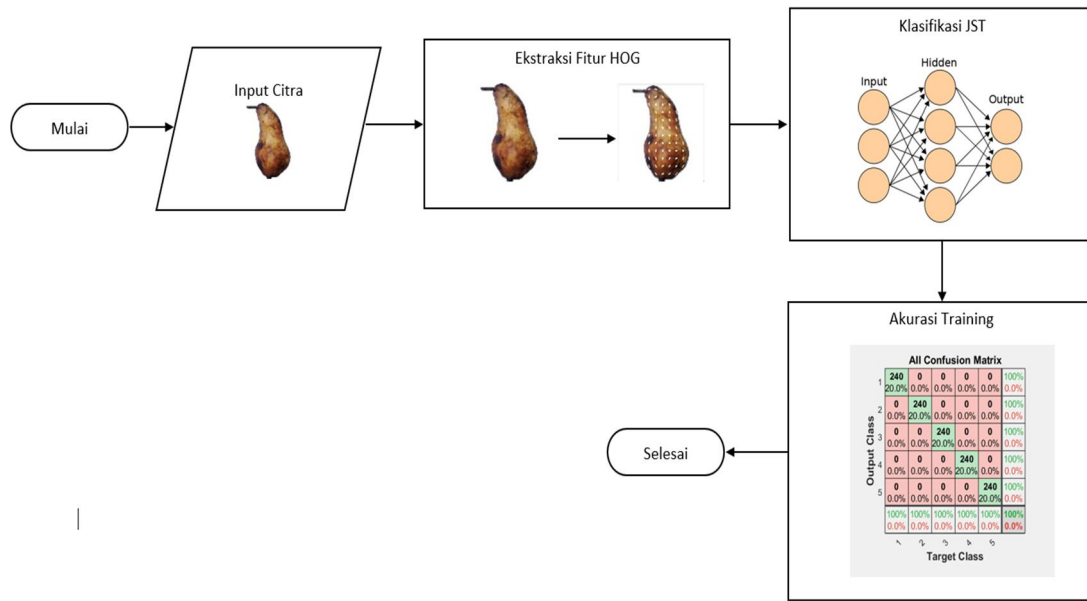 Mulai
Input Citra
Ekstraksi Fitur HOG
Klasifikasi JST
Input
Hidden
Output
Akurasi Training
All Confusion Matrix
Output Class
1
240 0 0 0 0 100%
20.0% 0.0% 0.0% 0.0% 0.0% 0.0%
2
0 240 0 0 0 100%
0.0% 20.0% 0.0% 0.0% 0.0% 0.0%
3
0 0 240 0 0 100%
0.0% 0.0% 20.0% 0.0% 0.0% 0.0%
4
0 0 0 240 0 100%
0.0% 0.0% 0.0% 20.0% 0.0% 0.0%
5
0 0 0 0 240 100%
0.0% 0.0% 0.0% 0.0% 20.0% 0.0%
100% 100% 100% 100% 100% 100%
0.0% 0.0% 0.0% 0.0% 0.0% 0.0%
1 2 3 4 5
Target Class
Selesai